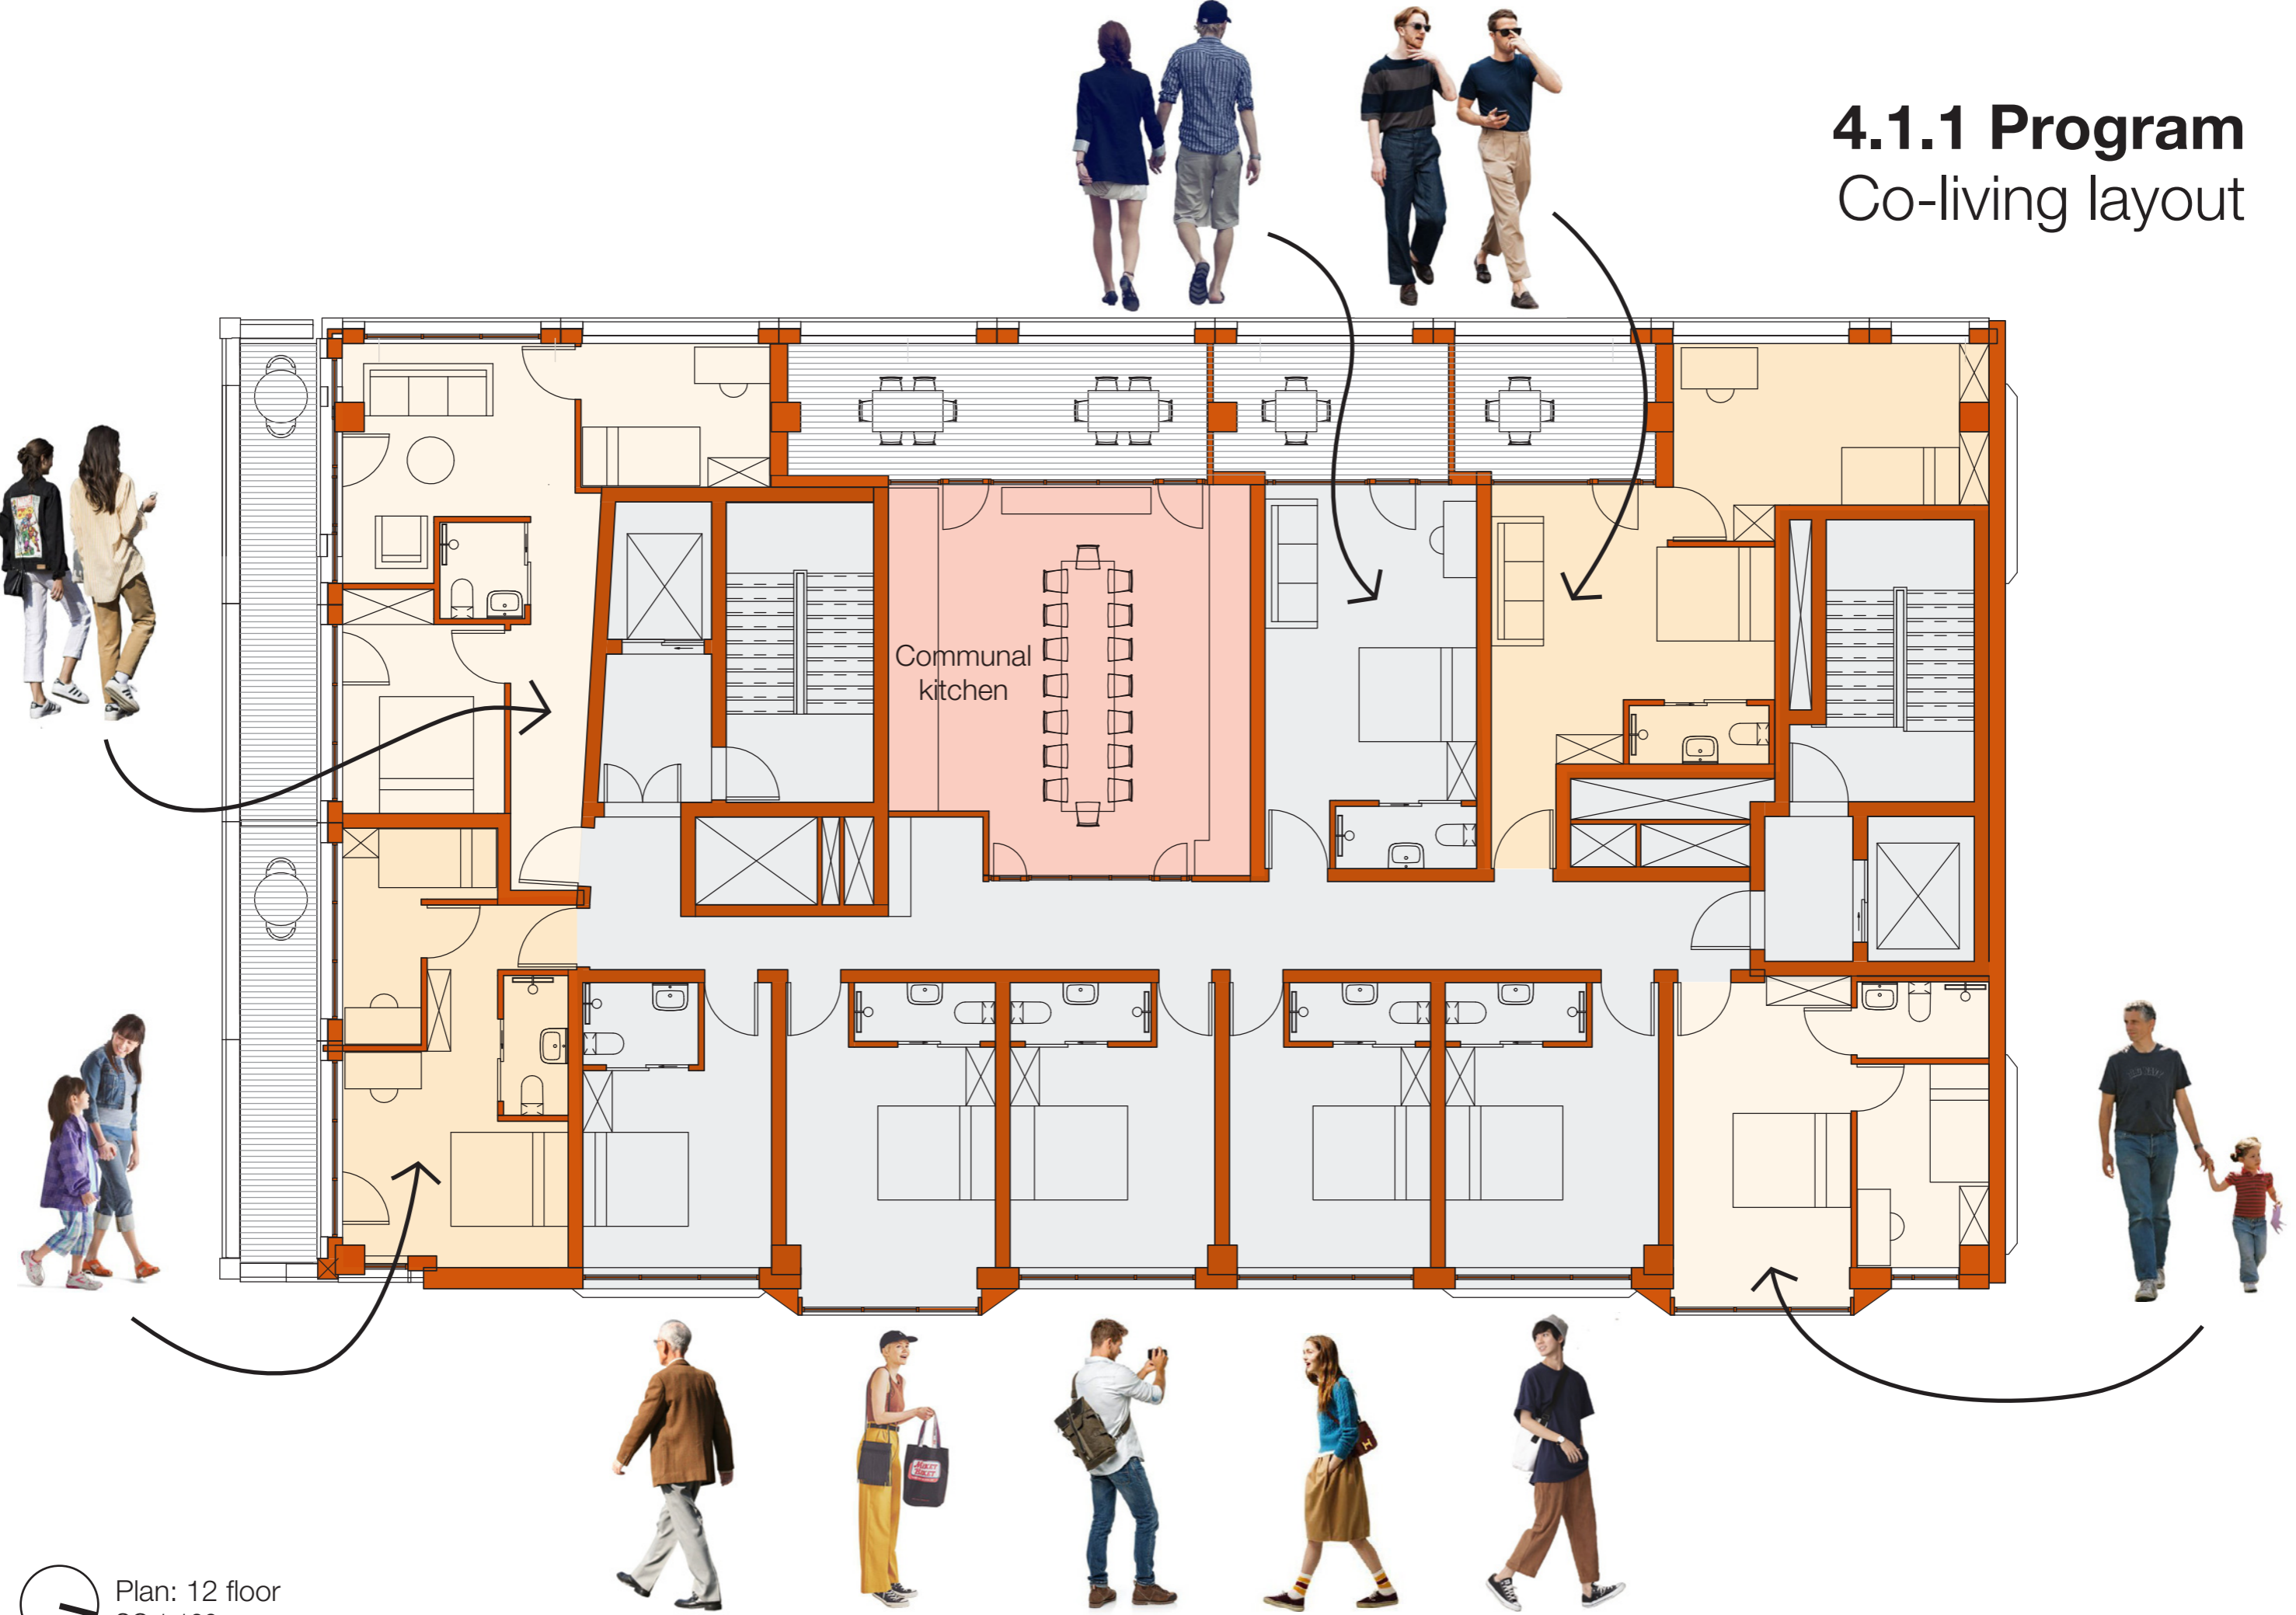 4.1.1 Program
Co-living layout
Communal
kitchen
Plan: 12 floor